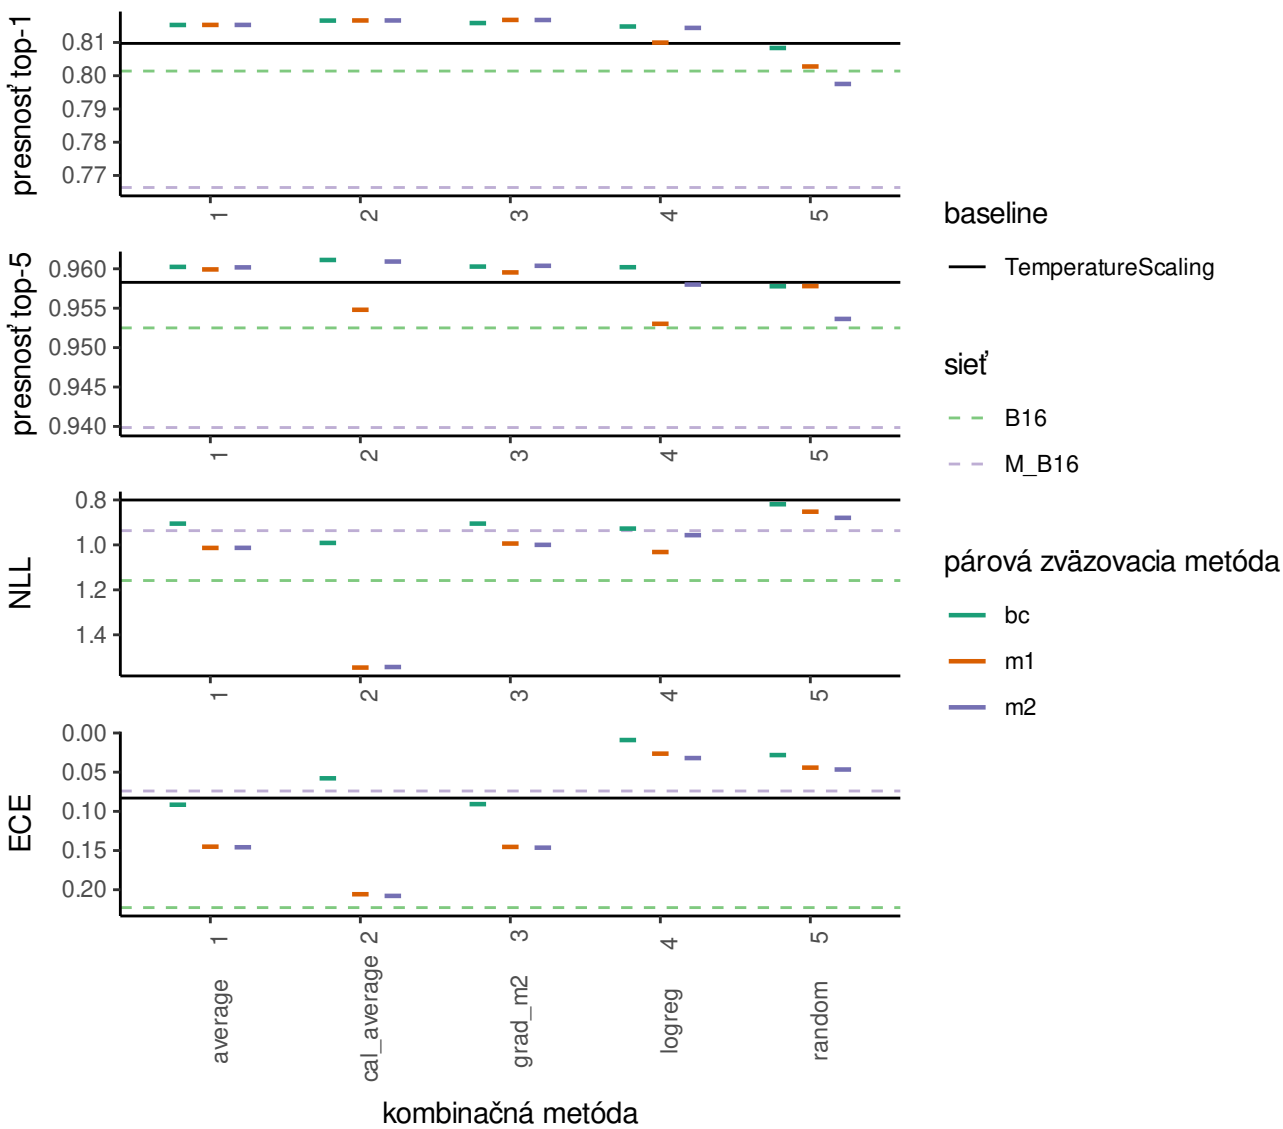 presnosť top-1
0.81
0.80
0.79
0.78
0.77
1
2
3
4
5
presnosť top-5
0.960
0.955
0.950
0.945
0.940
1
2
3
4
5
NLL
0.8
1.0
1.2
1.4
1
2
3
4
5
ECE
0.00
0.05
0.10
0.15
0.20
average 1
cal_average 2
grad_m2 3
logreg 4
random 5
kombinačná metóda
baseline
TemperatureScaling
sieť
B16
M_B16
párová zväzovacia metóda
bc
m1
m2